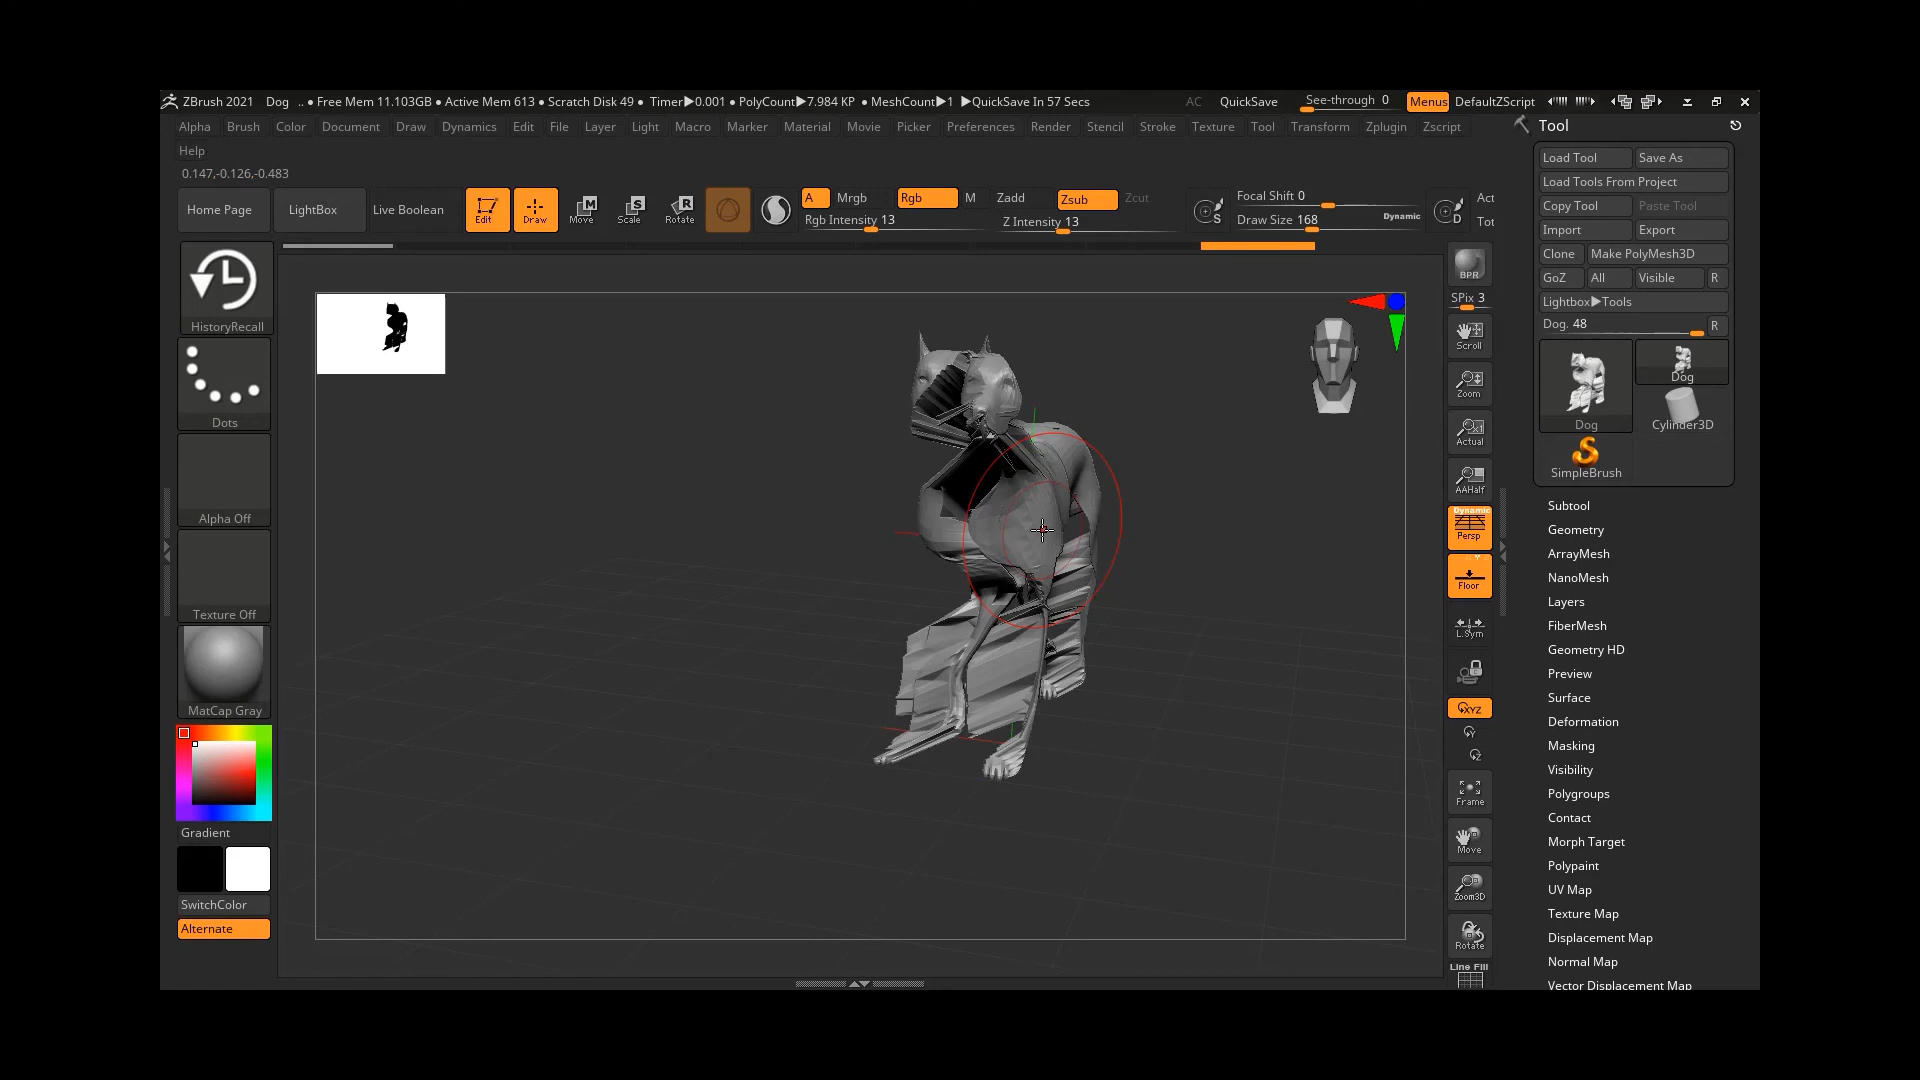 ZBrush 2021 Dog .. • Free Mem 11.103GB • Active Mem 613 • Scratch Disk 49 • Timer▶0.001 • PolyCount▶7.984 KP • MeshCount▶1 ▶QuickSave In 57 Secs AC QuickSave See-through 0 Menus DefaultZScript
Alpha Brush Color Document Draw Dynamics Edit File Layer Light Macro Marker Material Movie Picker Preferences Render Stencil Stroke Texture Tool Transform Zplugin Zscript
Help
0.147,-0.126,-0.483
Home Page LightBox Live Boolean Edit Draw Move Scale Rotate
M S R
A Mrgb Rgb M Zadd Zsub Zcut
Rgb Intensity 13 Z Intensity 13
S Focal Shift 0 D Act
Draw Size 168 Dynamic Tot
HistoryRecall
Dots
Alpha Off
Texture Off
MatCap Gray
Gradient
SwitchColor
Alternate
BPR
SPix 3
Scroll
Zoom
Actual
AAHalf
Dynamic
Persp
Floor
L.Sym
XYZ
Y
Z
Frame
Move
Zoom3D
Rotate
Line Fill
Tool
Load Tool Save As
Load Tools From Project
Copy Tool Paste Tool
Import Export
Clone Make PolyMesh3D
GoZ All Visible R
Lightbox▶Tools
Dog. 48 R
Dog
Dog
Cylinder3D
SimpleBrush
Subtool
Geometry
ArrayMesh
NanoMesh
Layers
FiberMesh
Geometry HD
Preview
Surface
Deformation
Masking
Visibility
Polygroups
Contact
Morph Target
Polypaint
UV Map
Texture Map
Displacement Map
Normal Map
Vector Displacement Map